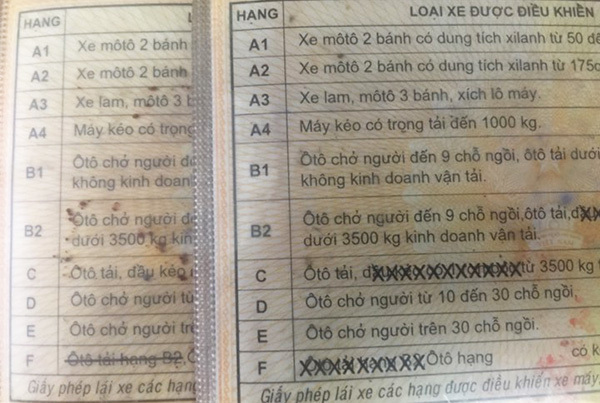 HẠNG
A1 Xe môtô 2 bánh
A2 Xe môtô 2 bánh
A3 Xe lam, môtô 3 b
A4 Máy kéo có trọng
B1 Ôtô chở người đ
không kinh doan
B2 Ôtô chở người đ
dưới 3500 kg kin
C Ôtô tải, đầu kéo
D Ôtô chở người từ
E Ôtô chở người trê
F Ôtô tải hạng B2,
Giấy phép lái xe các hạng
HẠNG LOẠI XE ĐƯỢC ĐIỀU KHIỂN
A1 Xe môtô 2 bánh có dung tích xilanh từ 50 đế
A2 Xe môtô 2 bánh có dung tích xilanh từ 175c
A3 Xe lam, môtô 3 bánh, xích lô máy.
A4 Máy kéo có trọng tải đến 1000 kg.
B1 Ôtô chở người đến 9 chỗ ngồi, ôtô tải dưới
không kinh doanh vận tải.
B2 Ôtô chở người đến 9 chỗ ngồi,ôtô tải,đ
dưới 3500 kg kinh doanh vận tải.
C Ôtô tải, đ từ 3500 kg
D Ôtô chở người từ 10 đến 30 chỗ ngồi,
E Ôtô chở người trên 30 chỗ ngồi.
F Ôtô hạng có k
Giấy phép lái xe các hạng được điều khiển xe máy